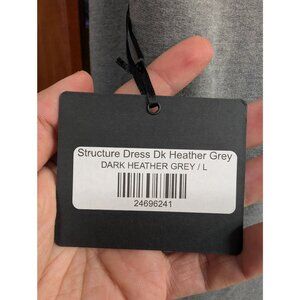 Structure Dress Dk Heather Grey
DARK HEATHER GREY / L
24696241